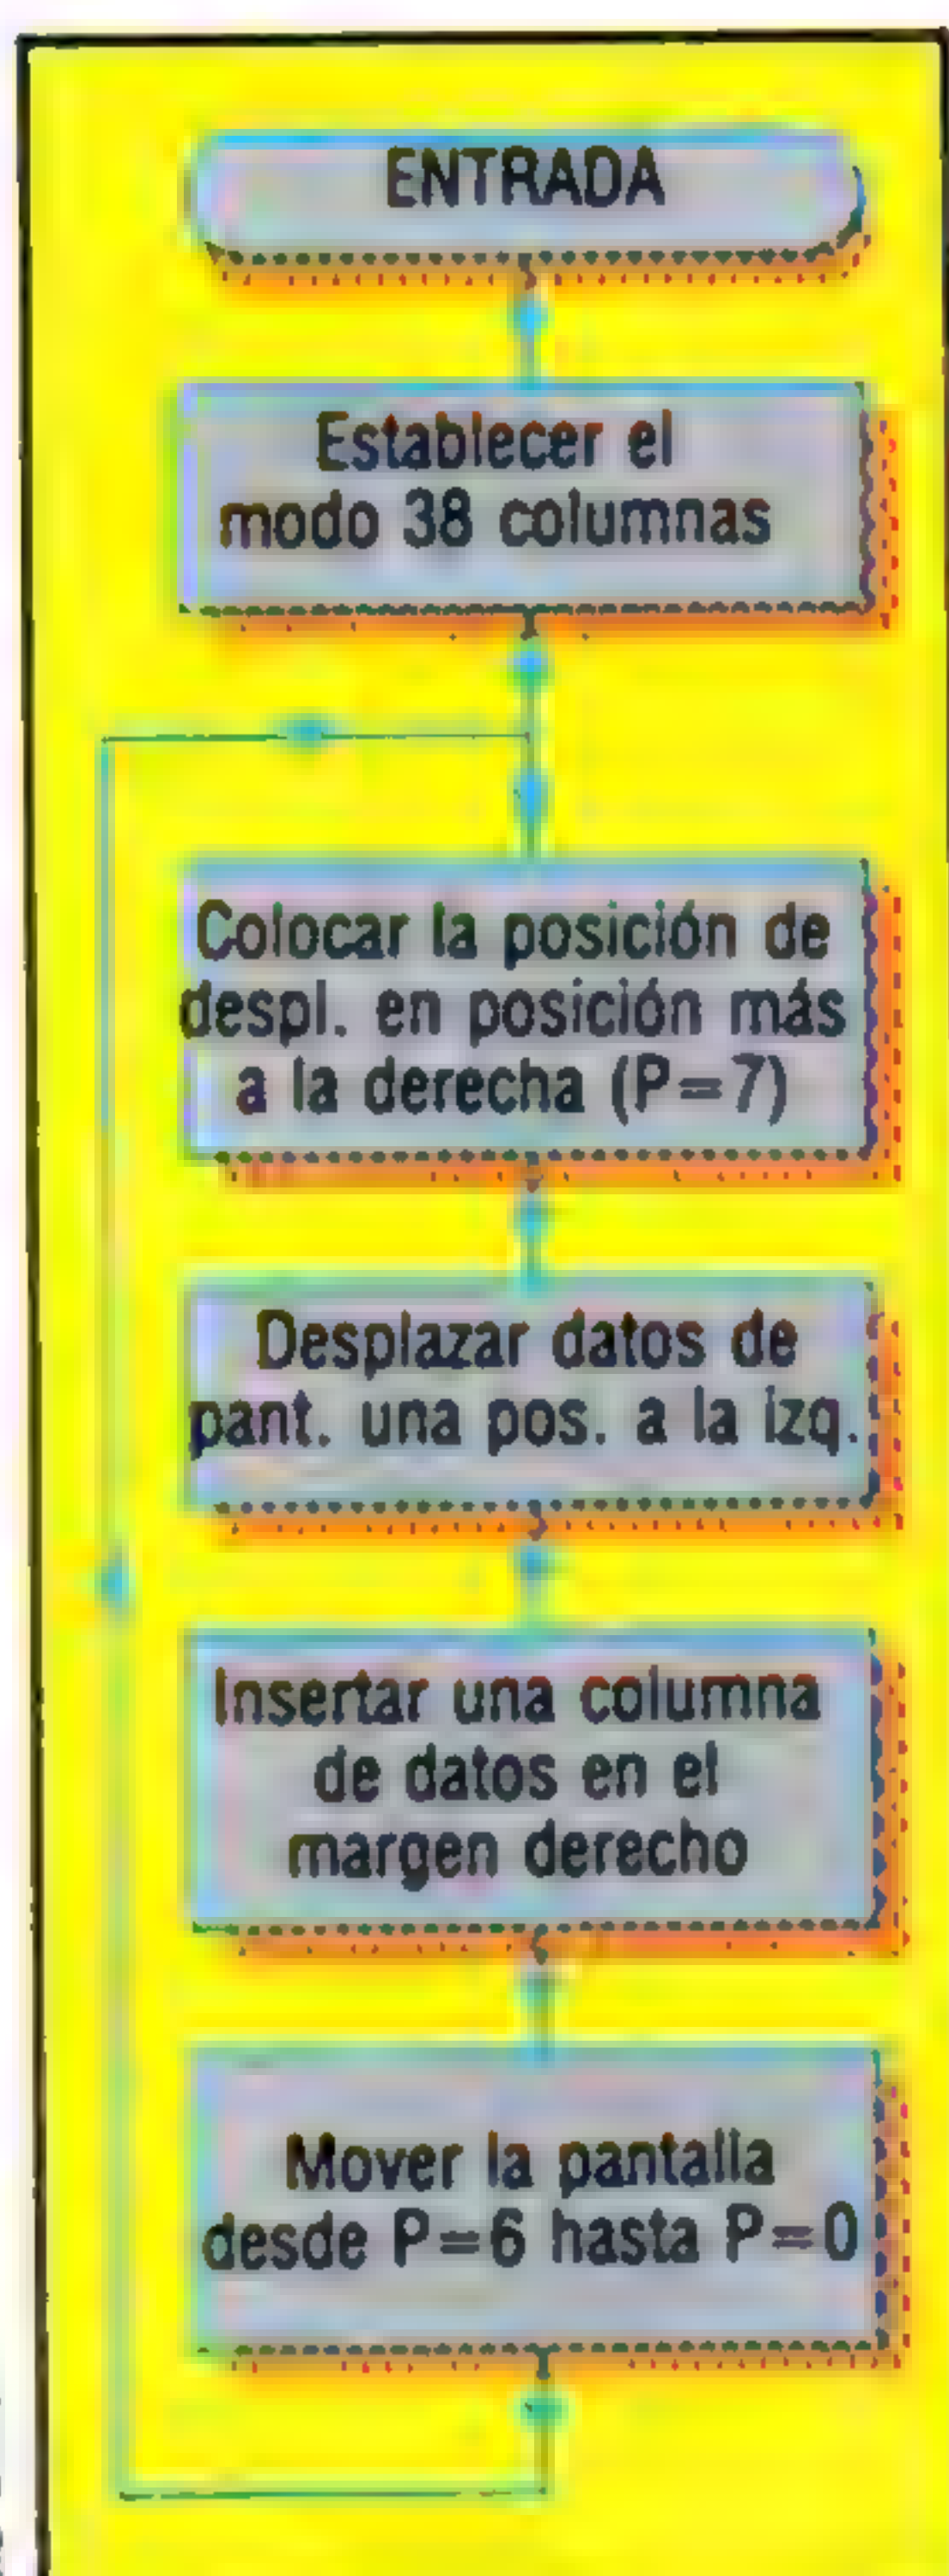 ENTRADA
Establecer el
modo 38 columnas
Colocar la posición de
despl. en posición más
a la derecha (P=7)
Desplazar datos de
pant. una pos. a la izq.
Insertar una columna
de datos en el
margen derecho
Mover la pantalla
desde P=6 hasta P=0